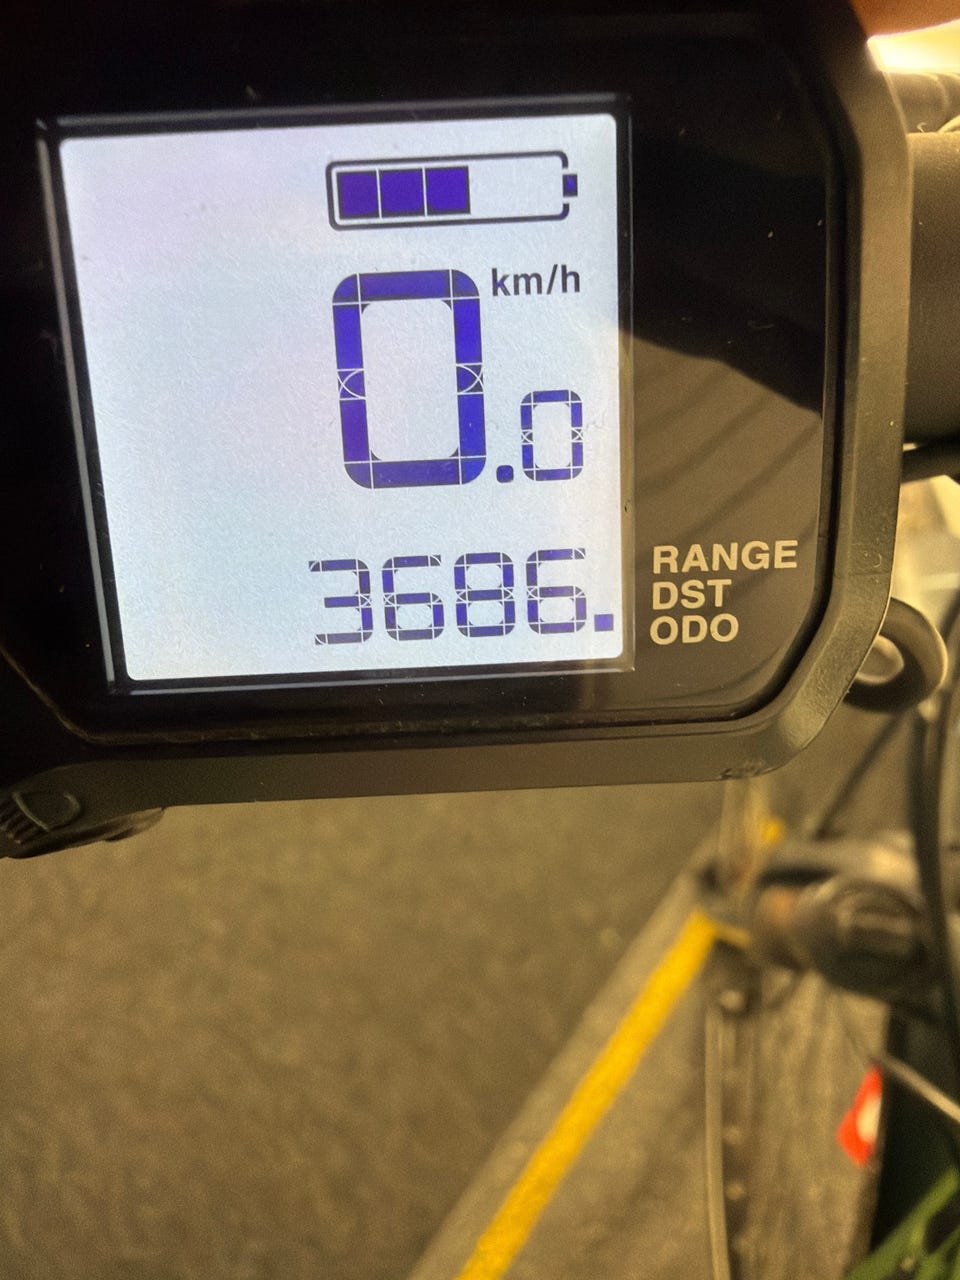 km/h
0.0
3686.
RANGE
DST
ODO